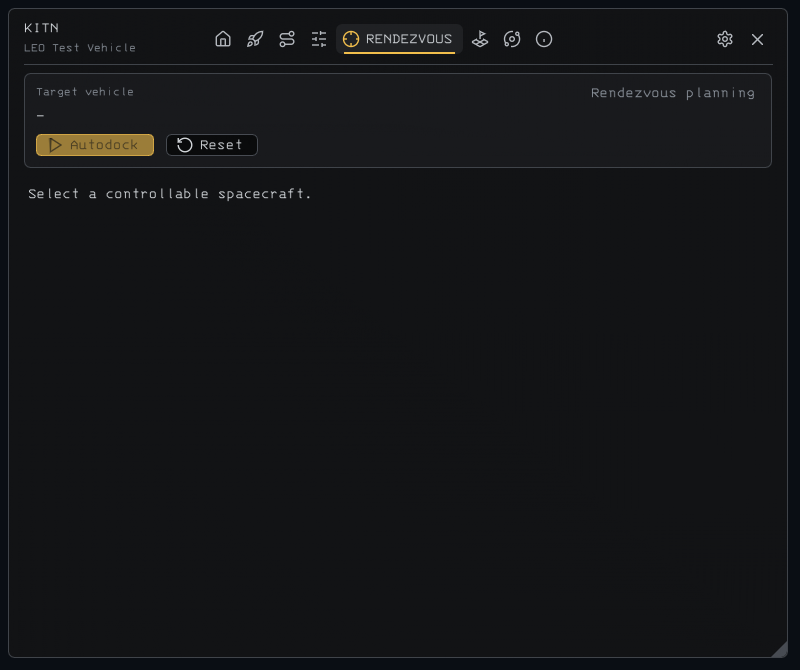 KITN
LEO Test Vehicle
RENDEZVOUS
Target vehicle
Rendezvous planning
–
Autodock
Reset
Select a controllable spacecraft.